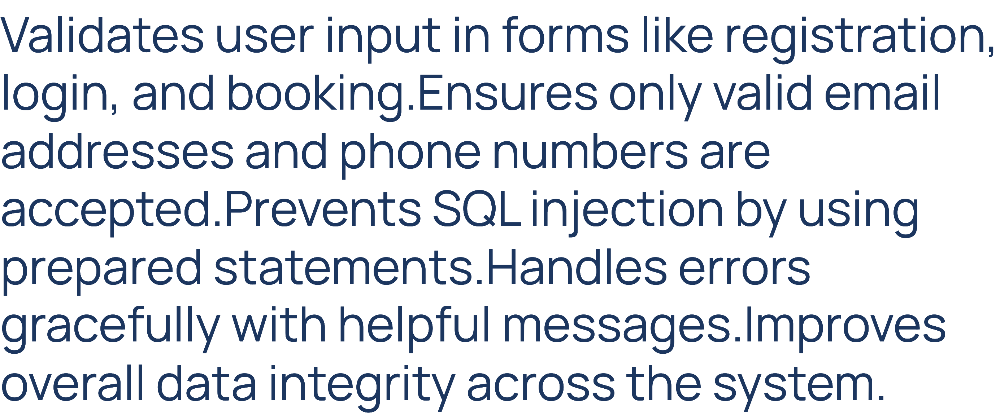 Validates user input in forms like registration,
login, and booking.Ensures only valid email
addresses and phone numbers are
accepted.Prevents SQL injection by using
prepared statements.Handles errors
gracefully with helpful messages.Improves
overall data integrity across the system.